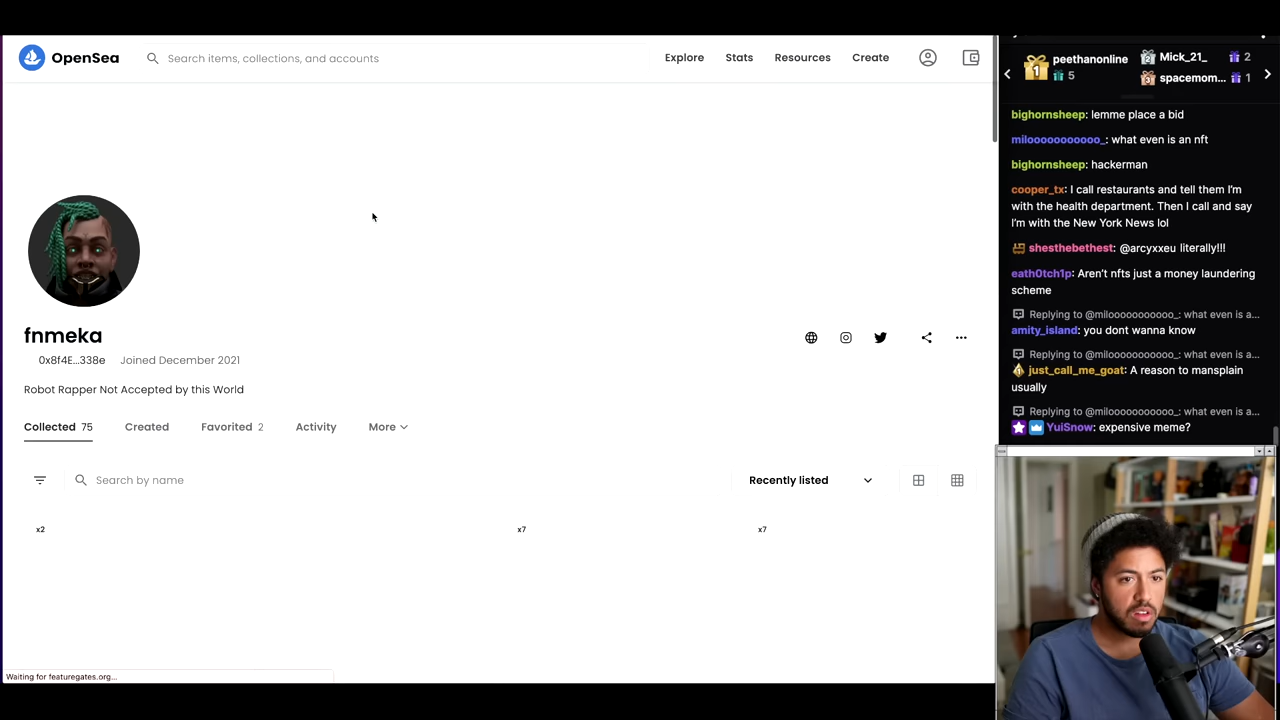 OpenSea
Search items, collections, and accounts
Explore
Stats
Resources
Create
fnmeka
0x8f4E...338e
Joined December 2021
Robot Rapper Not Accepted by this World
Collected 75
Created
Favorited 2
Activity
More
Search by name
Recently listed
x2
x7
x7
Waiting for featuregates.org...
1
peethanonline
5
Mick_21_
2
spacemom...
1
bighornsheep: lemme place a bid
milooooooooooo_: what even is an nft
bighornsheep: hackerman
cooper_tx: I call restaurants and tell them I'm
with the health department. Then I call and say
I'm with the New York News lol
shesthebethest: @arcyxxeu literally!!!
eath0tch1p: Aren't nfts just a money laundering
scheme
Replying to @milooooooooooo_: what even is a...
amity_island: you dont wanna know
Replying to @milooooooooooo_: what even is a...
just_call_me_goat: A reason to mansplain
usually
Replying to @milooooooooooo_: what even is a...
YuiSnow: expensive meme?